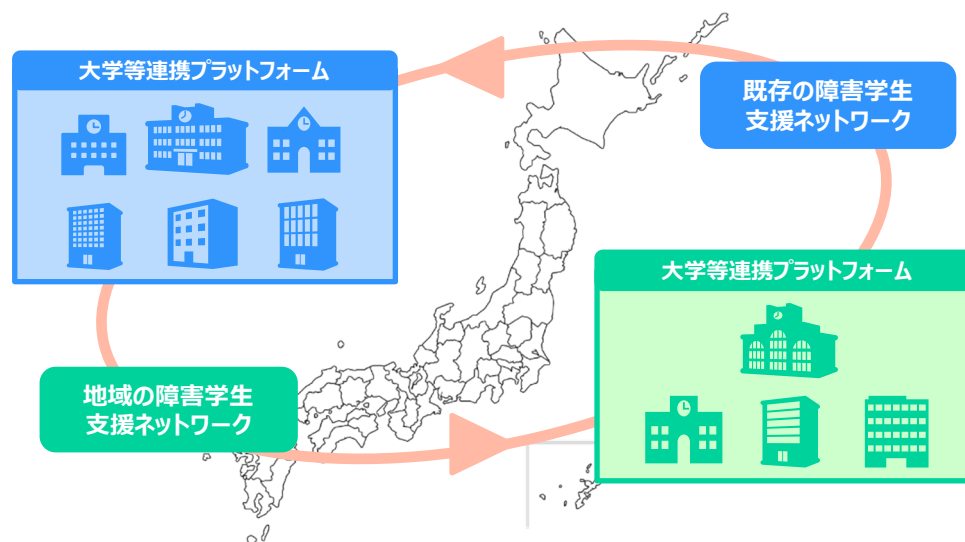 大学等連携プラットフォーム
既存の障害学生
支援ネットワーク
大学等連携プラットフォーム
地域の障害学生
支援ネットワーク